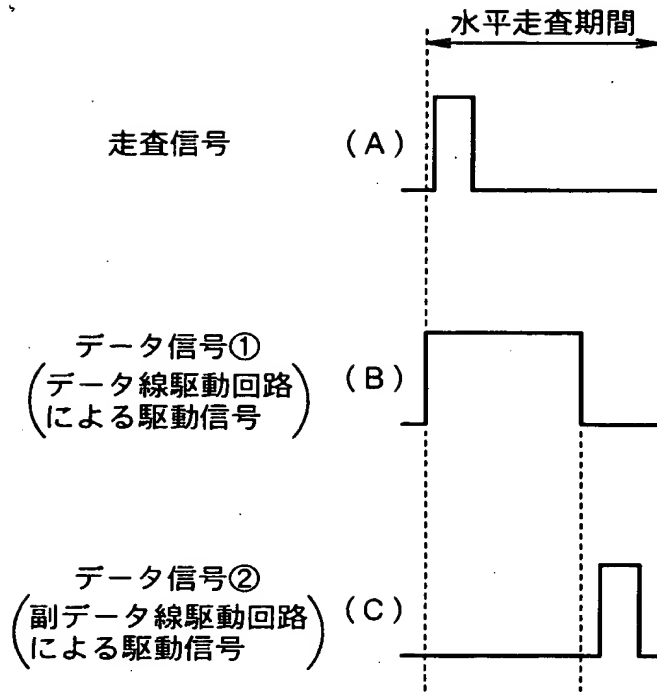 水平走査期間
走査信号 (A)
データ信号① (B)
(データ線駆動回路
による駆動信号)
データ信号② (C)
(副データ線駆動回路
による駆動信号)